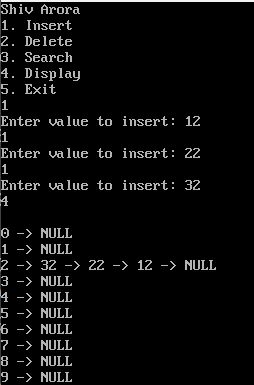 Shiv Arora
1. Insert
2. Delete
3. Search
4. Display
5. Exit
1
Enter value to insert: 12
1
Enter value to insert: 22
1
Enter value to insert: 32
4
0 -> NULL
1 -> NULL
2 -> 32 -> 22 -> 12 -> NULL
3 -> NULL
4 -> NULL
5 -> NULL
6 -> NULL
7 -> NULL
8 -> NULL
9 -> NULL